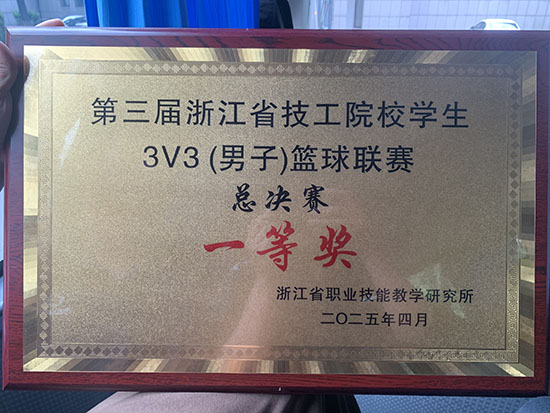 第三届浙江省技工院校学生
3V3(男子)篮球联赛
总决赛
一等奖
浙江省职业技能教学研究所
二〇二五年四月